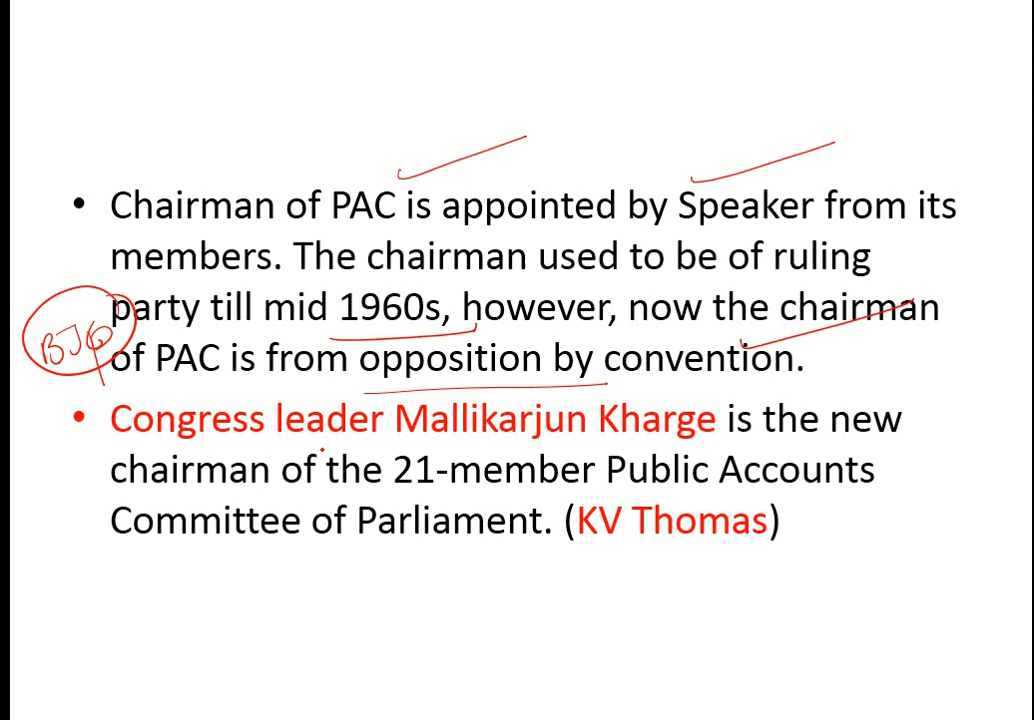 • Chairman of PAC is appointed by Speaker from its
members. The chairman used to be of ruling
party till mid 1960s, however, now the chairman
BJP
of PAC is from opposition by convention.
• Congress leader Mallikarjun Kharge is the new
chairman of the 21-member Public Accounts
Committee of Parliament. (KV Thomas)